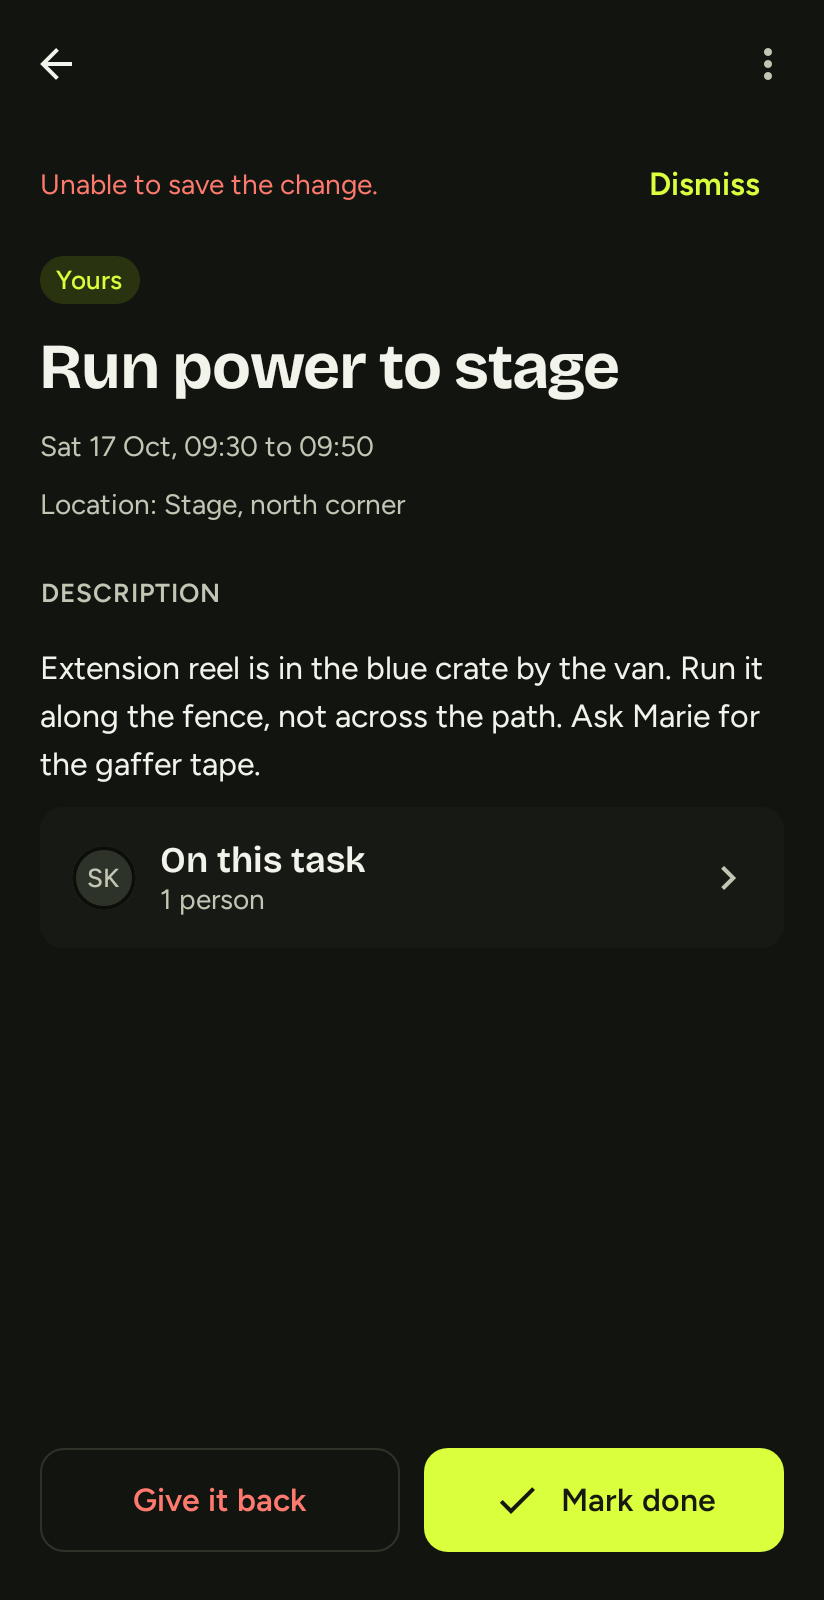 Unable to save the change.
Dismiss
Yours
Run power to stage
Sat 17 Oct, 09:30 to 09:50
Location: Stage, north corner
DESCRIPTION
Extension reel is in the blue crate by the van. Run it
along the fence, not across the path. Ask Marie for
the gaffer tape.
SK
On this task
1 person
Give it back
Mark done